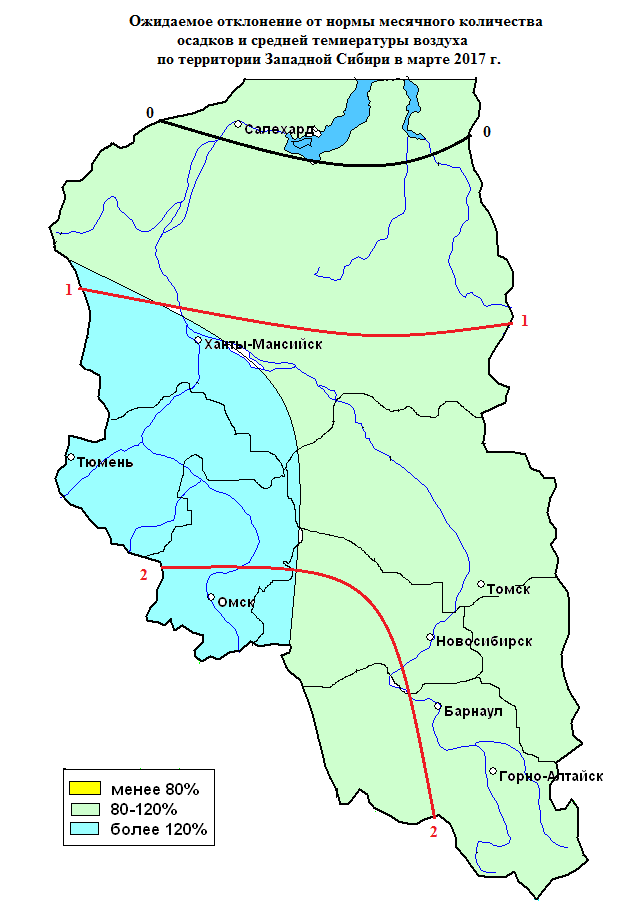 Ожидаемое отклонение от нормы месячного количества
осадков и средней темпиературы воздуха
по территории Западной Сибири в марте 2017 г.
0
Салехард
0
1
1
Ханты-Мансийск
Тюмень
2
Томск
Омск
Новосибирск
Барнаул
Горно-Алтайск
менее 80%
80-120%
более 120%
2